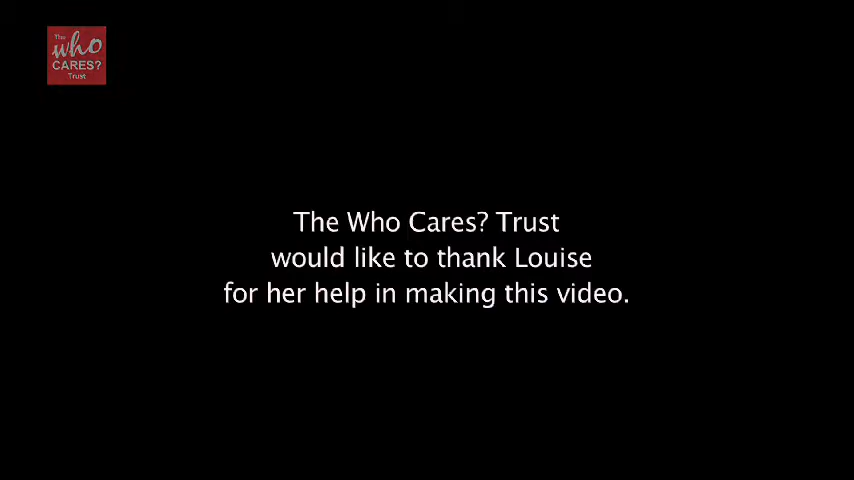 The
who
CARES?
Trust
The Who Cares? Trust
would like to thank Louise
for her help in making this video.